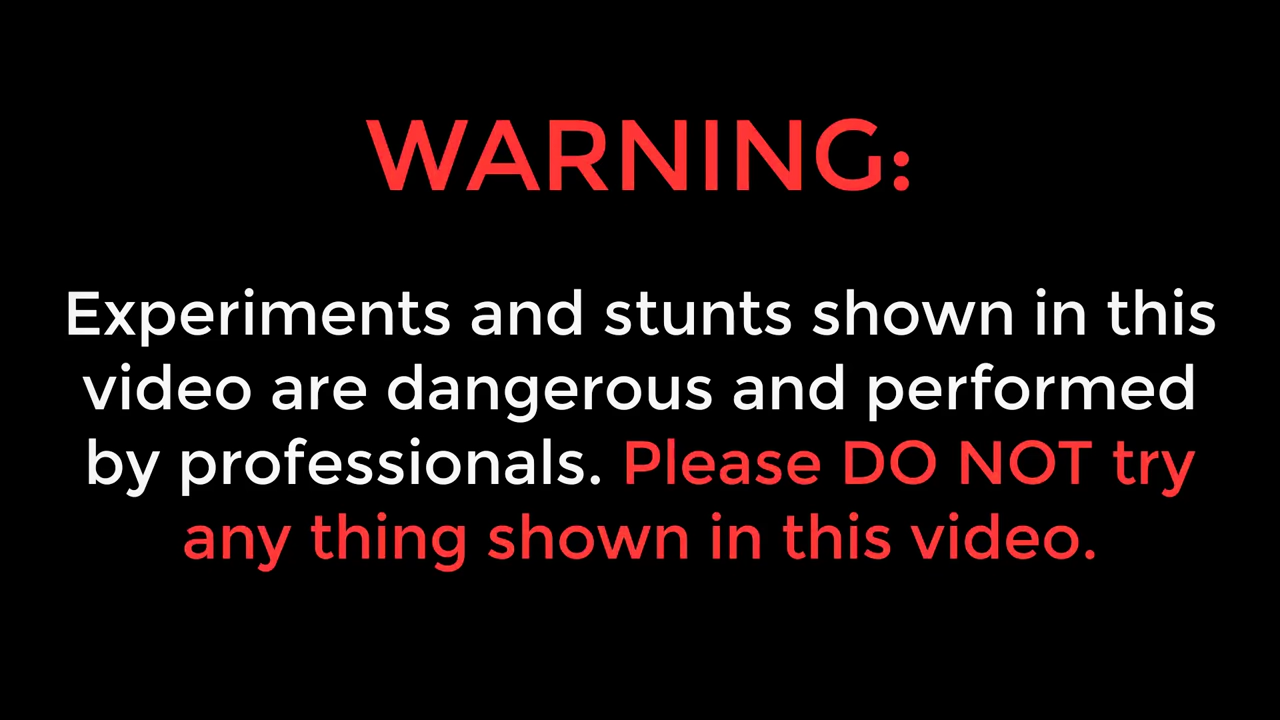 WARNING:
Experiments and stunts shown in this
video are dangerous and performed
by professionals. Please DO NOT try
any thing shown in this video.